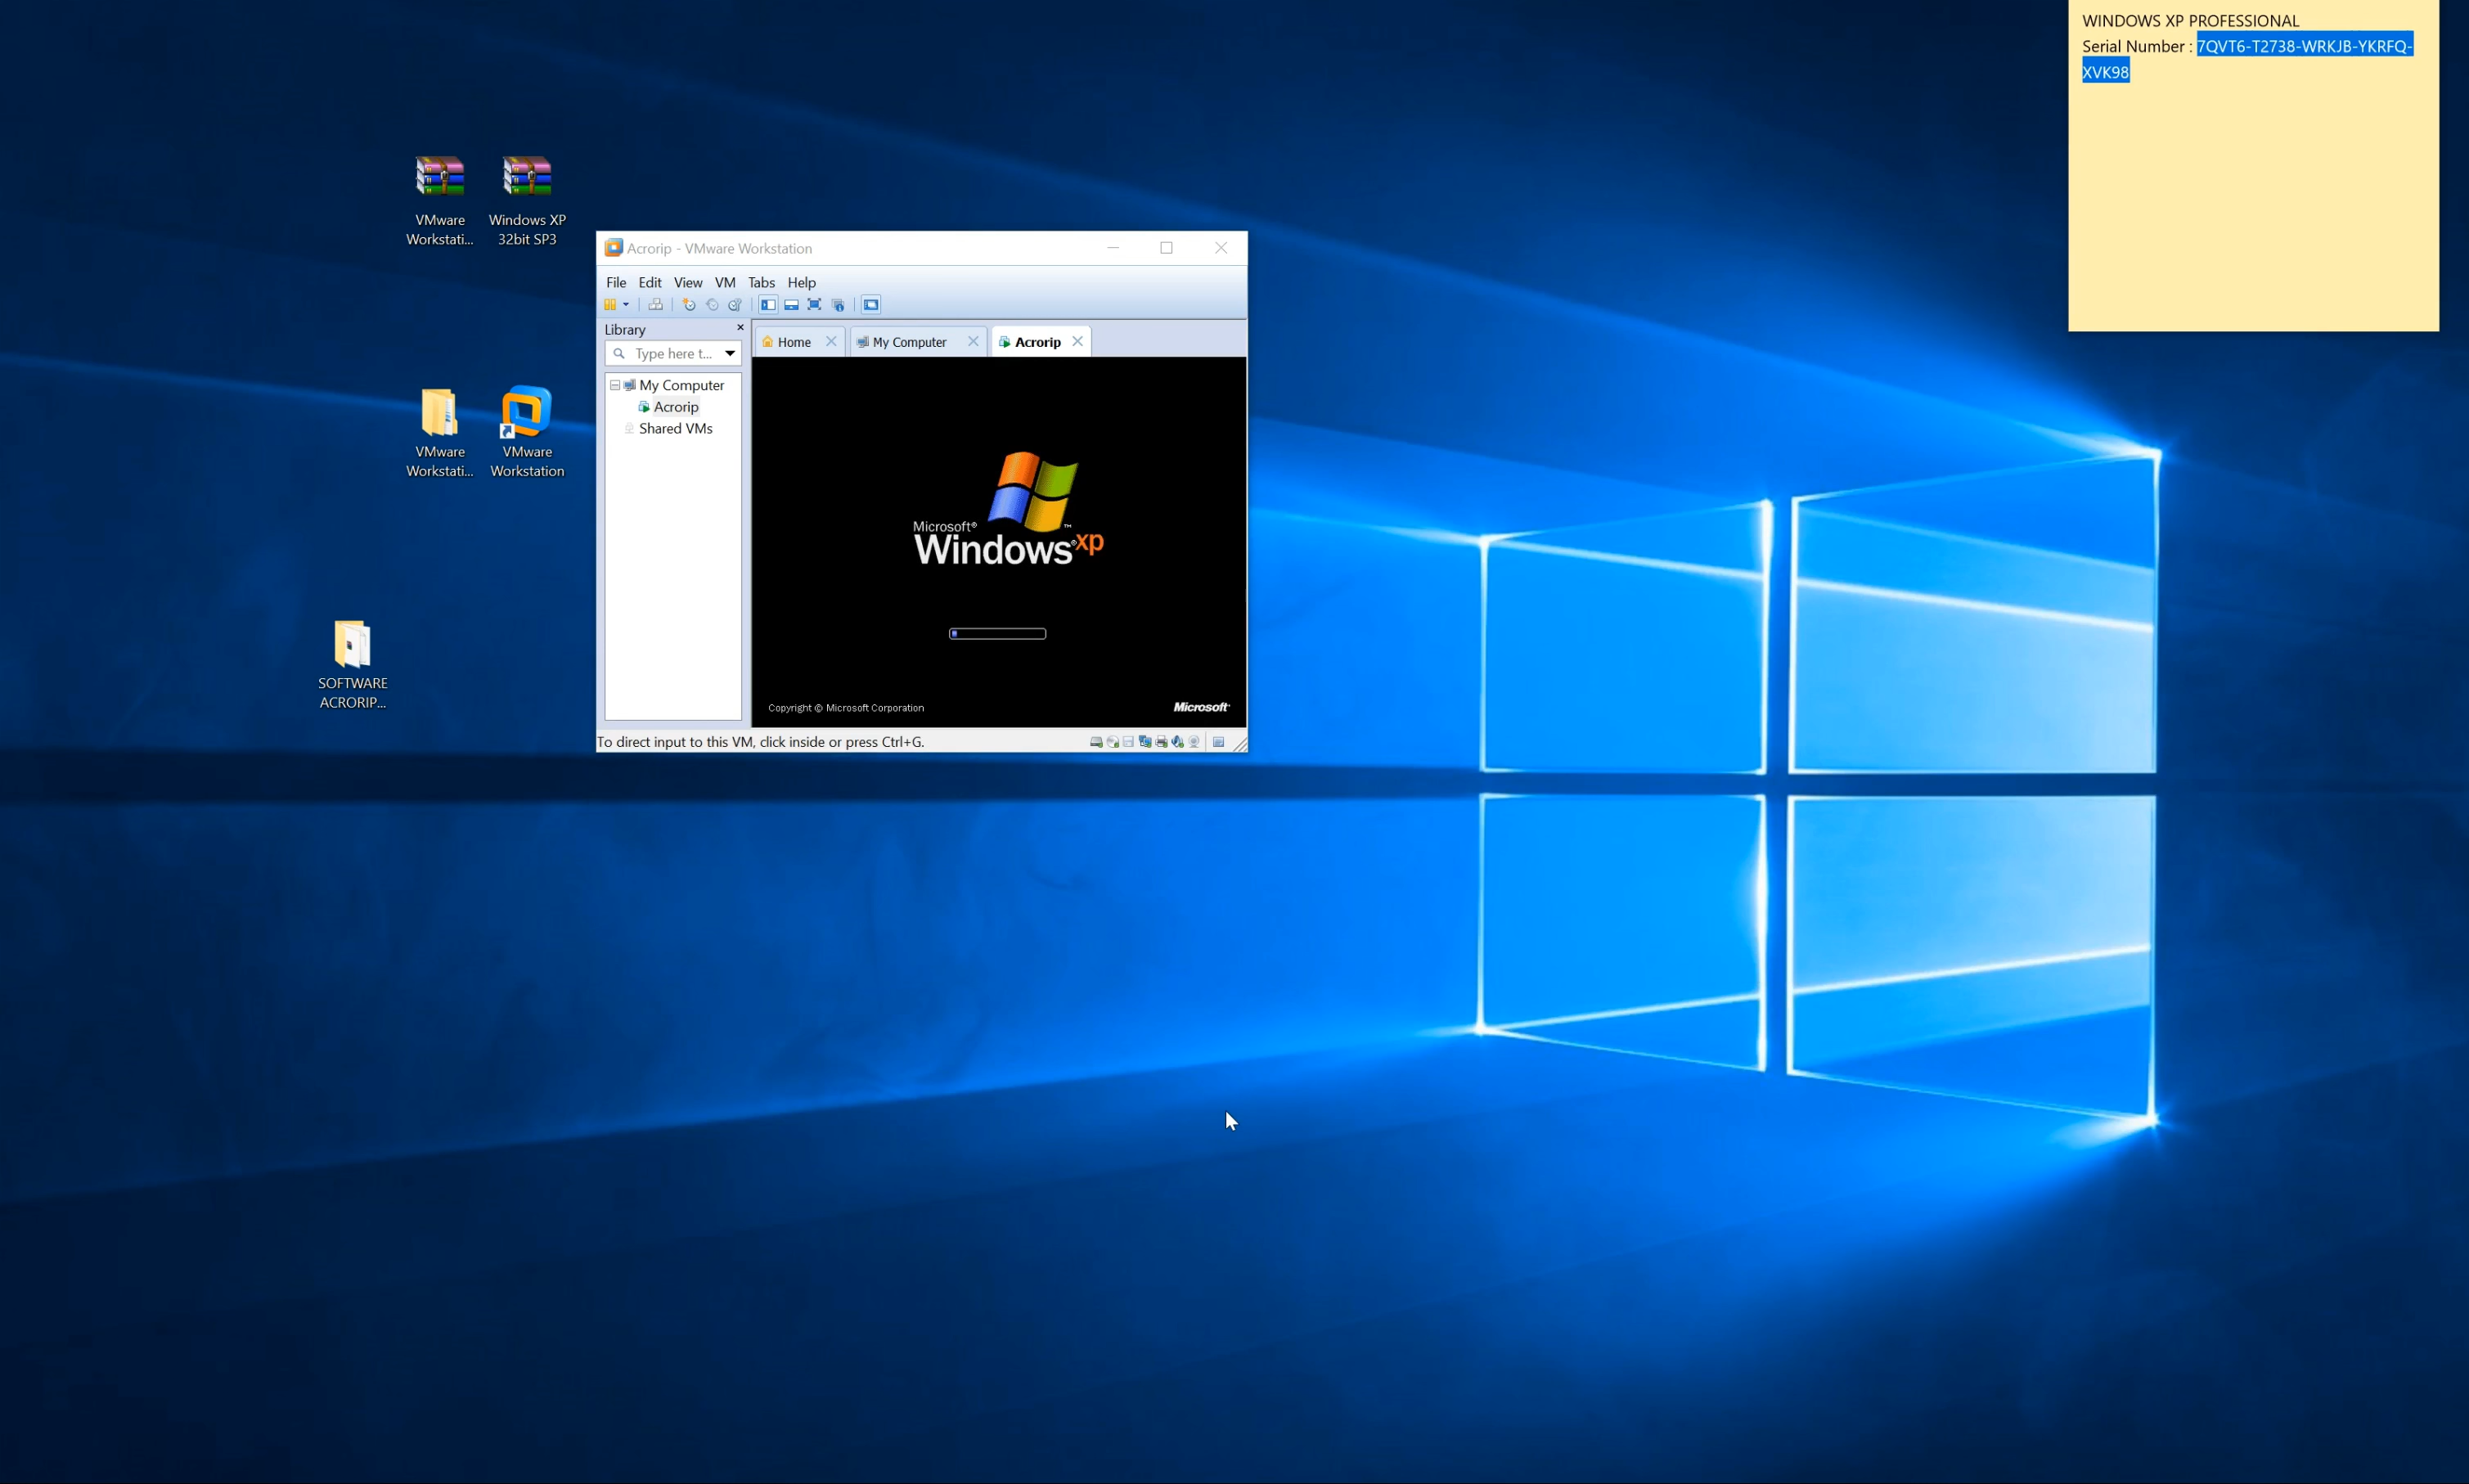 WINDOWS XP PROFESSIONAL
Serial Number : 7QVT6-T2738-WRKJB-YKRFQ-
XVK98
VMware
Workstati...
Windows XP
32bit SP3
Acrorip - VMware Workstation
File Edit View VM Tabs Help
Library
Type here t...
Home
My Computer
Acrorip
My Computer
Acrorip
Shared VMs
VMware
Workstati...
VMware
Workstation
Microsoft®
Windows® xp ™
SOFTWARE
ACRORIP...
Copyright © Microsoft Corporation
Microsoft®
To direct input to this VM, click inside or press Ctrl+G.